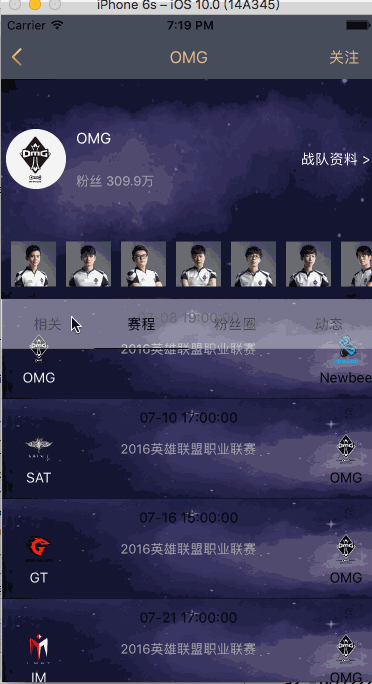 iPhone 6s – iOS 10.0 (14A345)
Carrier 7:19 PM
OMG 关注
OMG
粉丝 309.9万
战队资料 >
相关 赛程 粉丝圈 动态
2016英雄联盟职业联赛
OMG Newbee
07-10 17:00:00
2016英雄联盟职业联赛
SAT OMG
07-16 15:00:00
2016英雄联盟职业联赛
GT OMG
07-21 17:00:00
2016英雄联盟职业联赛
IM OMG